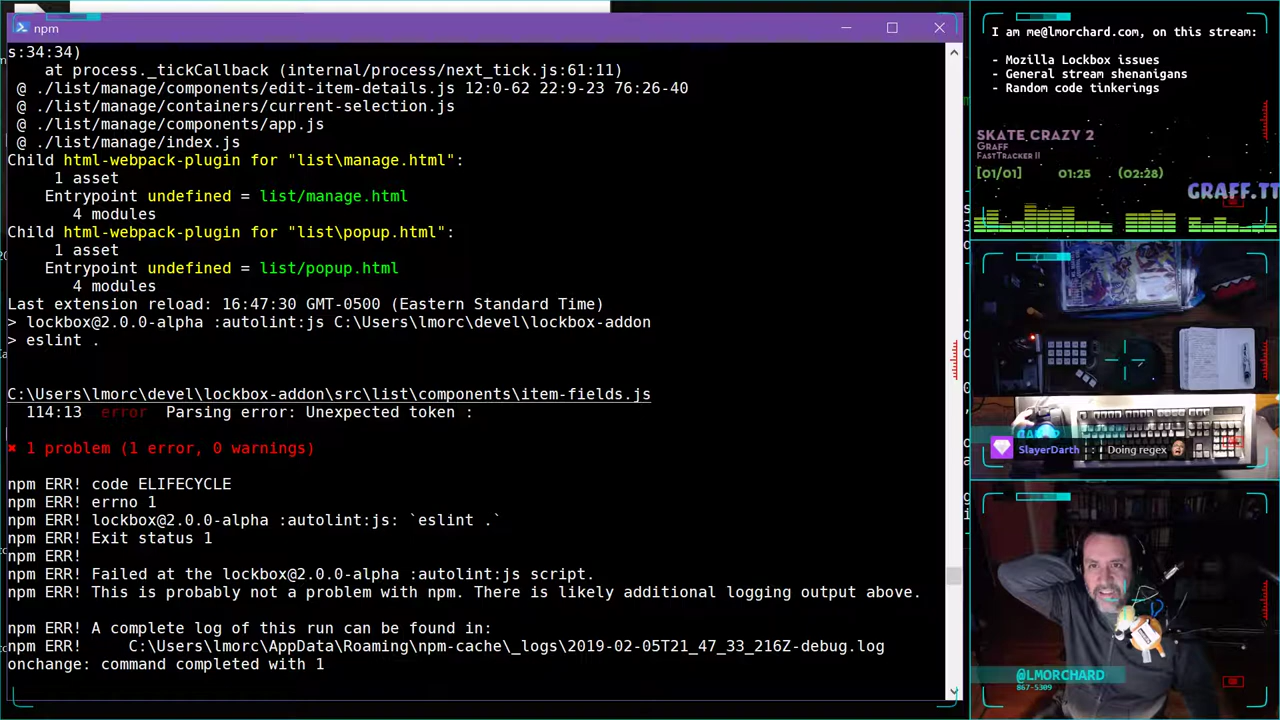 npm
s:34:34)
at process._tickCallback (internal/process/next_tick.js:61:11)
@ ./list/manage/components/edit-item-details.js 12:0-62 22:9-23 76:26-40
@ ./list/manage/containers/current-selection.js
@ ./list/manage/components/app.js
@ ./list/manage/index.js
Child html-webpack-plugin for "list\manage.html":
1 asset
Entrypoint undefined = list/manage.html
4 modules
Child html-webpack-plugin for "list\popup.html":
1 asset
Entrypoint undefined = list/popup.html
4 modules
Last extension reload: 16:47:30 GMT-0500 (Eastern Standard Time)
> lockbox@2.0.0-alpha :autolint:js C:\Users\lmorc\devel\lockbox-addon
> eslint .
C:\Users\lmorc\devel\lockbox-addon\src\list\components\item-fields.js
114:13 error Parsing error: Unexpected token :
✖ 1 problem (1 error, 0 warnings)
npm ERR! code ELIFECYCLE
npm ERR! errno 1
npm ERR! lockbox@2.0.0-alpha :autolint:js: `eslint .`
npm ERR! Exit status 1
npm ERR!
npm ERR! Failed at the lockbox@2.0.0-alpha :autolint:js script.
npm ERR! This is probably not a problem with npm. There is likely additional logging output above.
npm ERR! A complete log of this run can be found in:
npm ERR! C:\Users\lmorc\AppData\Roaming\npm-cache\_logs\2019-02-05T21_47_33_216Z-debug.log
onchange: command completed with 1
I am me@lmorchard.com, on this stream:
- Mozilla Lockbox issues
- General stream shenanigans
- Random code tinkerings
SKATE CRAZY 2
GRAFF
FASTTRACKER II
[01/01] 01:25 (02:28)
GRAFF.TT
SlayerDarth : Doing regex
@LMORCHARD
867-5309